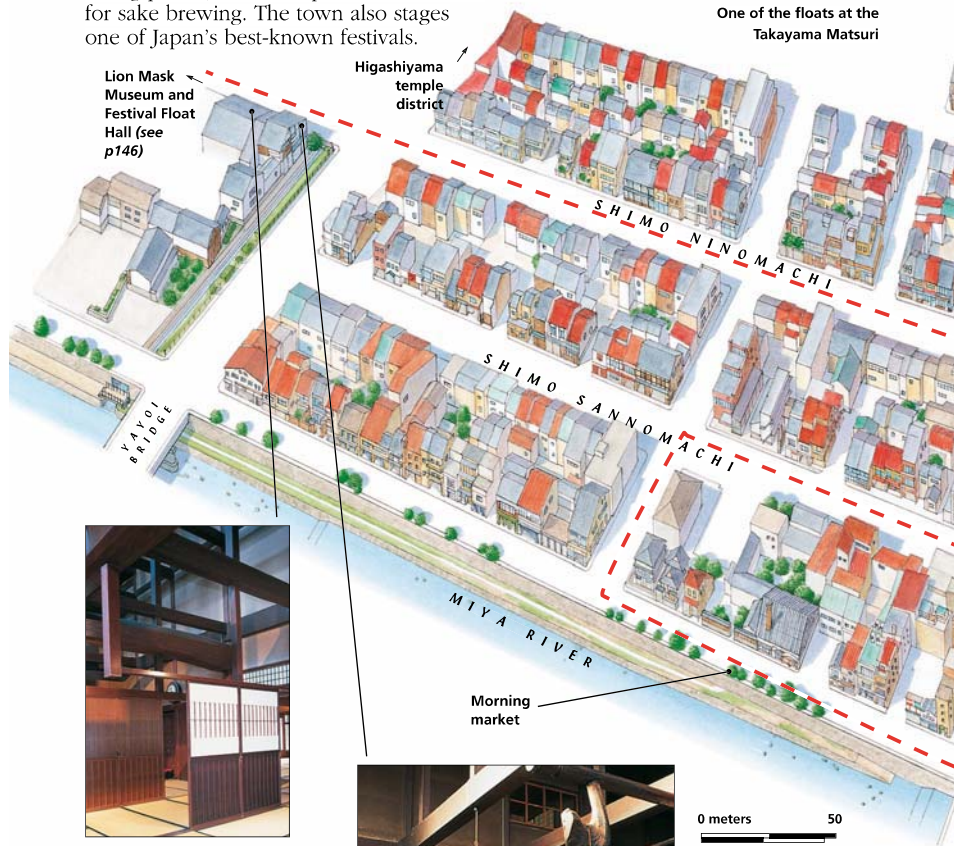 for sake brewing. The town also stages
one of Japan's best-known festivals.
One of the floats at the
Takayama Matsuri
Lion Mask
Museum and
Festival Float
Hall (see
p146)
Higashiyama
temple
district
SHIMO NINOMACHI
SHIMO SANNOMACHI
YAYOI
BRIDGE
MIYA RIVER
Morning
market
0 meters 50